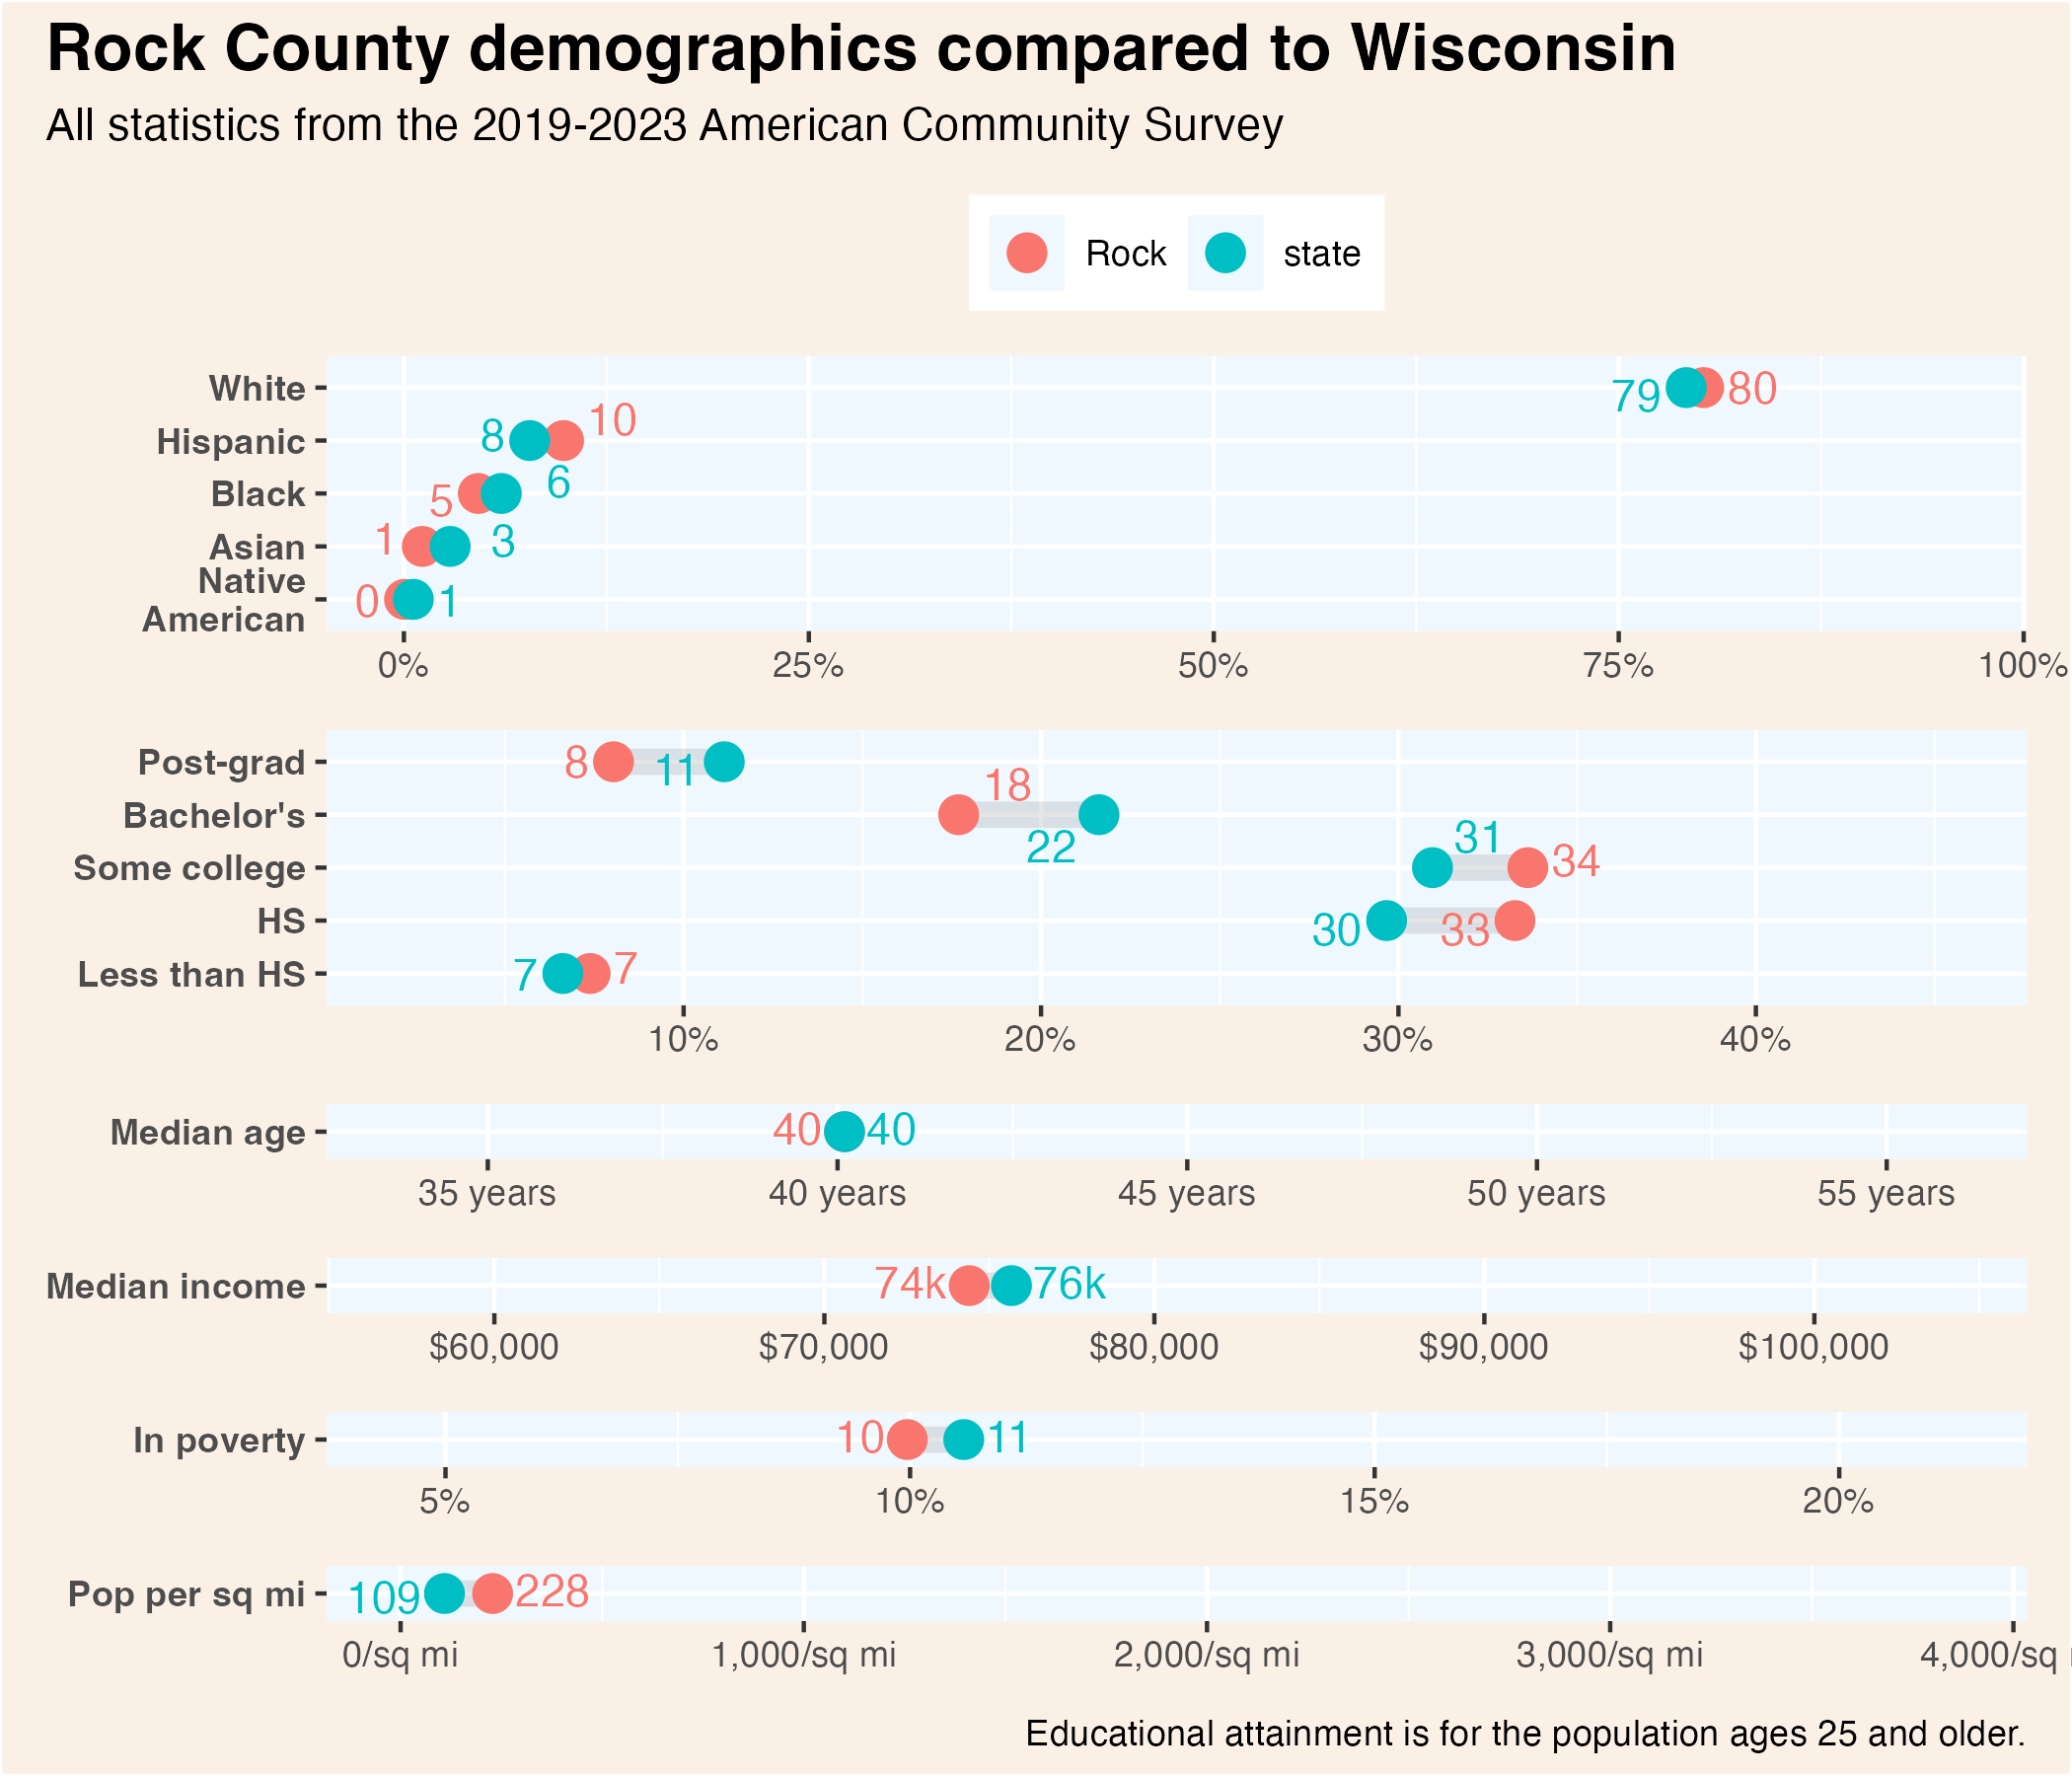 Rock County demographics compared to Wisconsin
All statistics from the 2019-2023 American Community Survey
Rock state
White 79 80
Hispanic 8 10
Black 5 6
Asian 1 3
Native
American 0 1
0% 25% 50% 75% 100%
Post-grad 8 11
Bachelor's 18 22
Some college 31 34
HS 30 33
Less than HS 7 7
10% 20% 30% 40%
Median age 40 40
35 years 40 years 45 years 50 years 55 years
Median income 74k 76k
$60,000 $70,000 $80,000 $90,000 $100,000
In poverty 10 11
5% 10% 15% 20%
Pop per sq mi 109 228
0/sq mi 1,000/sq mi 2,000/sq mi 3,000/sq mi 4,000/sq
Educational attainment is for the population ages 25 and older.